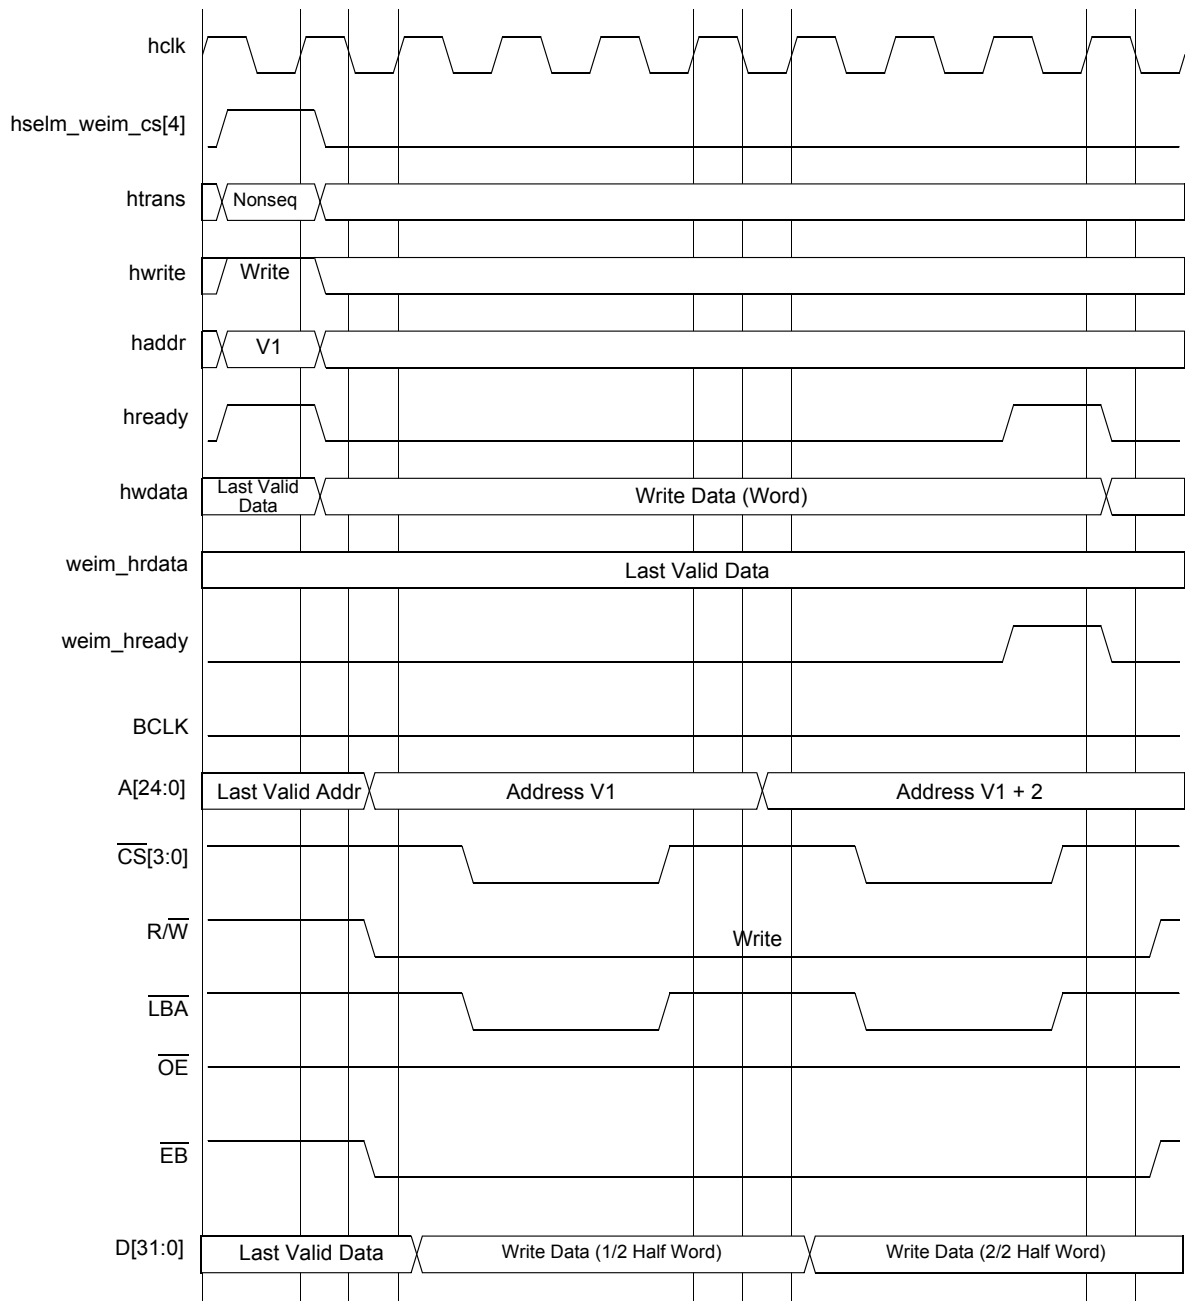 hclk
hselm_weim_cs[4]
htrans Nonseq
hwrite Write
haddr V1
hready
hwdata Last Valid Data Write Data (Word)
weim_hrdata Last Valid Data
weim_hready
BCLK
A[24:0] Last Valid Addr Address V1 Address V1 + 2
CS[3:0]
R/W Write
LBA
OE
EB
D[31:0] Last Valid Data Write Data (1/2 Half Word) Write Data (2/2 Half Word)